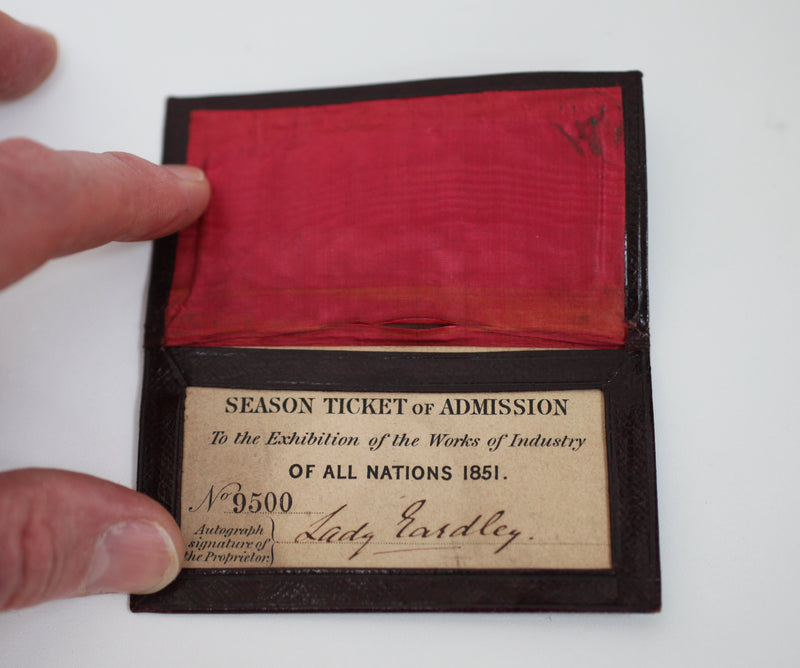 SEASON TICKET OF ADMISSION
To the Exhibition of the Works of Industry
OF ALL NATIONS 1851.
No 9500
Autograph
signature of
the Proprietor.
Lady Eardley.